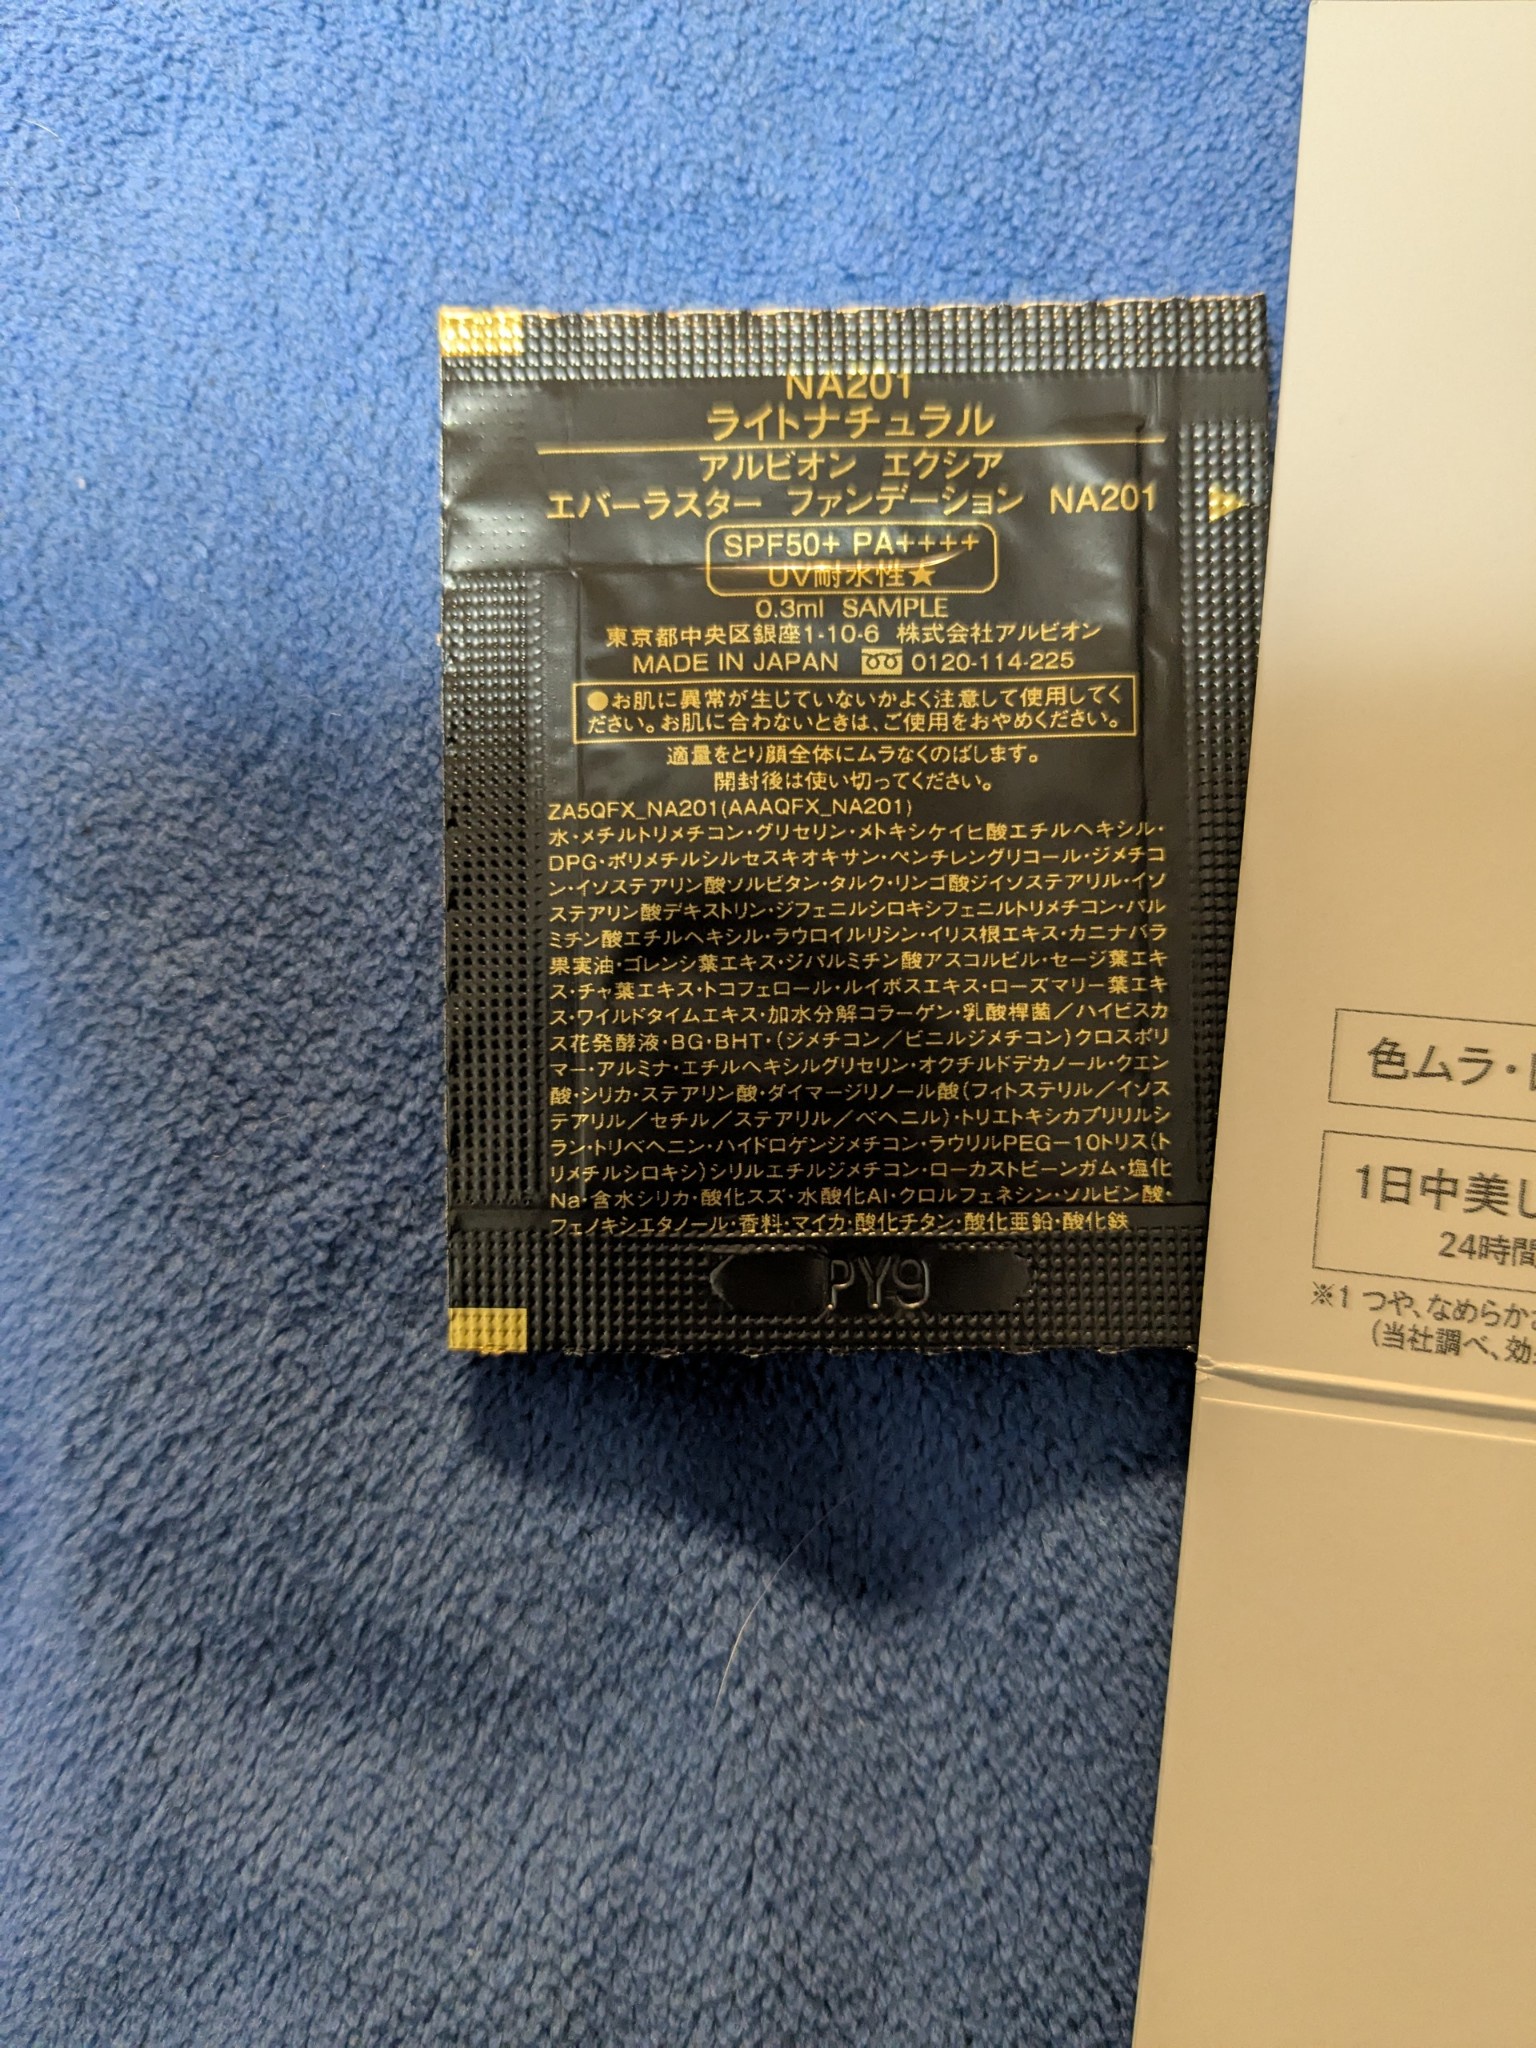 NA201
ライトナチュラル
アルビオン エクシア
エバーラスター ファンデーション NA201
SPF50+ PA++++
UV耐水性★
0.3ml SAMPLE
東京都中央区銀座1-10-6 株式会社アルビオン
MADE IN JAPAN 0120-114-225
●お肌に異常が生じていないかよく注意して使用してく
ださい。お肌に合わないときは、ご使用をおやめください。
適量をとり顔全体にムラなくのばします。
開封後は使い切ってください。
ZA5QFX_NA201(AAAQFX_NA201)
水・メチルトリメチコン・グリセリン・メトキシケイヒ酸エチルヘキシル・
DPG・ポリメチルシルセスキオキサン・ペンチレングリコール・ジメチコ
ン・イソステアリン酸ソルビタン・タルク・リンゴ酸ジイソステアリル・イソ
ステアリン酸デキストリン・ジフェニルシロキシフェニルトリメチコン・パル
ミチン酸エチルヘキシル・ラウロイルリシン・イリス根エキス・カニナバラ
果実油・ゴレンシ葉エキス・ジパルミチン酸アスコルビル・セージ葉エキ
ス・チャ葉エキス・トコフェロール・ルイボスエキス・ローズマリー葉エキ
ス・ワイルドタイムエキス・加水分解コラーゲン・乳酸桿菌／ハイビスカ
ス花発酵液・BG・BHT・(ジメチコン／ビニルジメチコン)クロスポリ
マー・アルミナ・エチルヘキシルグリセリン・オクチルドデカノール・クエン
酸・シリカ・ステアリン酸・ダイマージリノール酸(フィトステリル／イソス
テアリル／セチル／ステアリル／ベヘニル)・トリエトキシカプリリルシ
ラン・トリベヘニン・ハイドロゲンジメチコン・ラウリルPEG-10トリス(ト
リメチルシロキシ)シリルエチルジメチコン・ローカストビーンガム・塩化
Na・含水シリカ・酸化スズ・水酸化Al・クロルフェネシン・ソルビン酸・
フェノキシエタノール・香料・マイカ・酸化チタン・酸化亜鉛・酸化鉄
PY9
色ムラ・
1日中美し
24時間
※1 つや、なめらか
(当社調べ、効